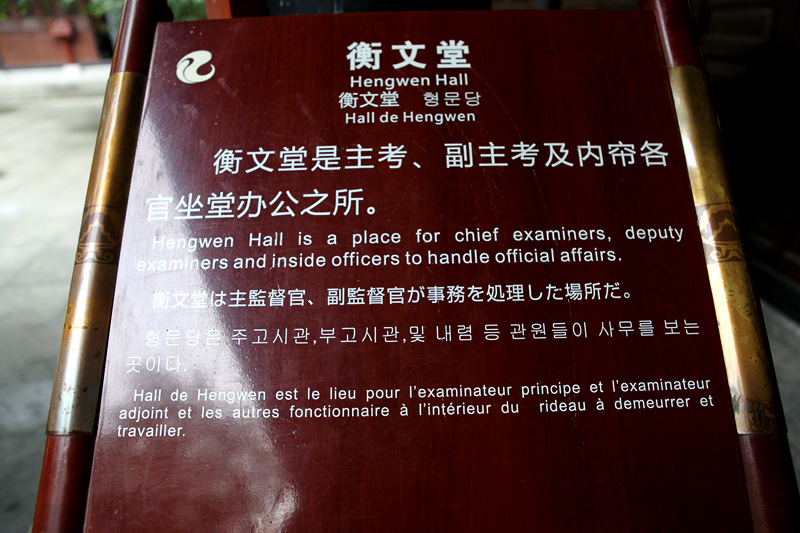 衡文堂
Hengwen Hall
衡文堂 형문당
Hall de Hengwen
衡文堂是主考、副主考及内帘各
官坐堂办公之所。
Hengwen Hall is a place for chief examiners, deputy
examiners and inside officers to handle official affairs.
衡文堂は主監督官、副監督官が事務を処理した場所だ。
형문당은 주고시관,부고시관,및 내렴 등 관원들이 사무를 보는
곳이다.
Hall de Hengwen est le lieu pour l'examinateur principe et l'examinateur
adjoint et les autres fonctionnaire à l'intérieur du rideau à demeurrer et
travailler.